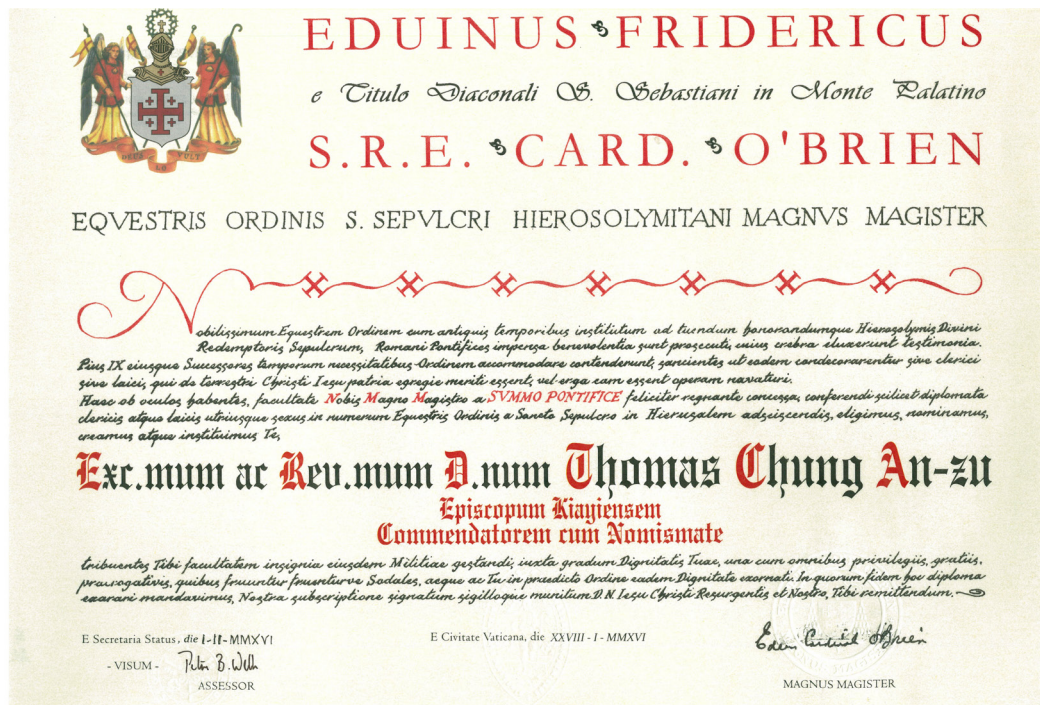 EDUINUS FRIDERICUS
e Titulo Diaconali S. Sebastiani in Monte Palatino
S.R.E. CARD. O'BRIEN
DEUS LO VULT
EQVESTRIS ORDINIS S. SEPVLCRI HIEROSOLYMITANI MAGNVS MAGISTER
Nobilissimum Equestrem Ordinem eum antiquis temporibus institutum ad tuendum honorandumque Hierosolymis Divini
Redemptoris Sepulcrum, Romani Pontifices impensa benevolentia sunt prosecuti, cuius crebra eluxerunt testimonia.
Pius IX eiusque Successores temporum necessitatibus Ordinem accommodare contenderunt, sancientes ut eodem condecorarentur sive clerici
sive laici, qui de terrestri Christi Iesu patria egregie meriti essent, vel erga eam essent operam navaturi.
Haec ob oculos habentes, facultate Nobis Magno Magistro a SVMMO PONTIFICE feliciter regnante concessa, conferendi scilicet diplomata
clericis atque laicis utriusque sexus in numerum Equestris Ordinis a Sancto Sepulcro in Hierusalem adsciscendis, eligimus, nominamus,
creamus atque instituimus Te,
Exc.mum ac Rev.mum D.num Thomas Chung An-zu
Episcopum Kiayiensem
Commendatorem cum Nomismate
tribuentes Tibi facultatem insignia eiusdem Militiae gestandi, iuxta gradum Dignitatis Tuae, una cum omnibus privilegiis, gratiis,
praerogativis, quibus fruuntur fruenturve Sodales, aeque ac Tu in praedicto Ordine eadem Dignitate exornati. In quorum fidem hoc diploma
exarari mandavimus, Nostra subscriptione signatum sigilloque munitum D.N. Iesu Christi Resurgentis et Nostro, Tibi remittendum.
E Secretaria Status, die 1-II-MMXVI
E Civitate Vaticana, die XXVIII - I - MMXVI
Edwin Cardinal O'Brien
- VISUM - Peter B. Wells
ASSESSOR
MAGNUS MAGISTER